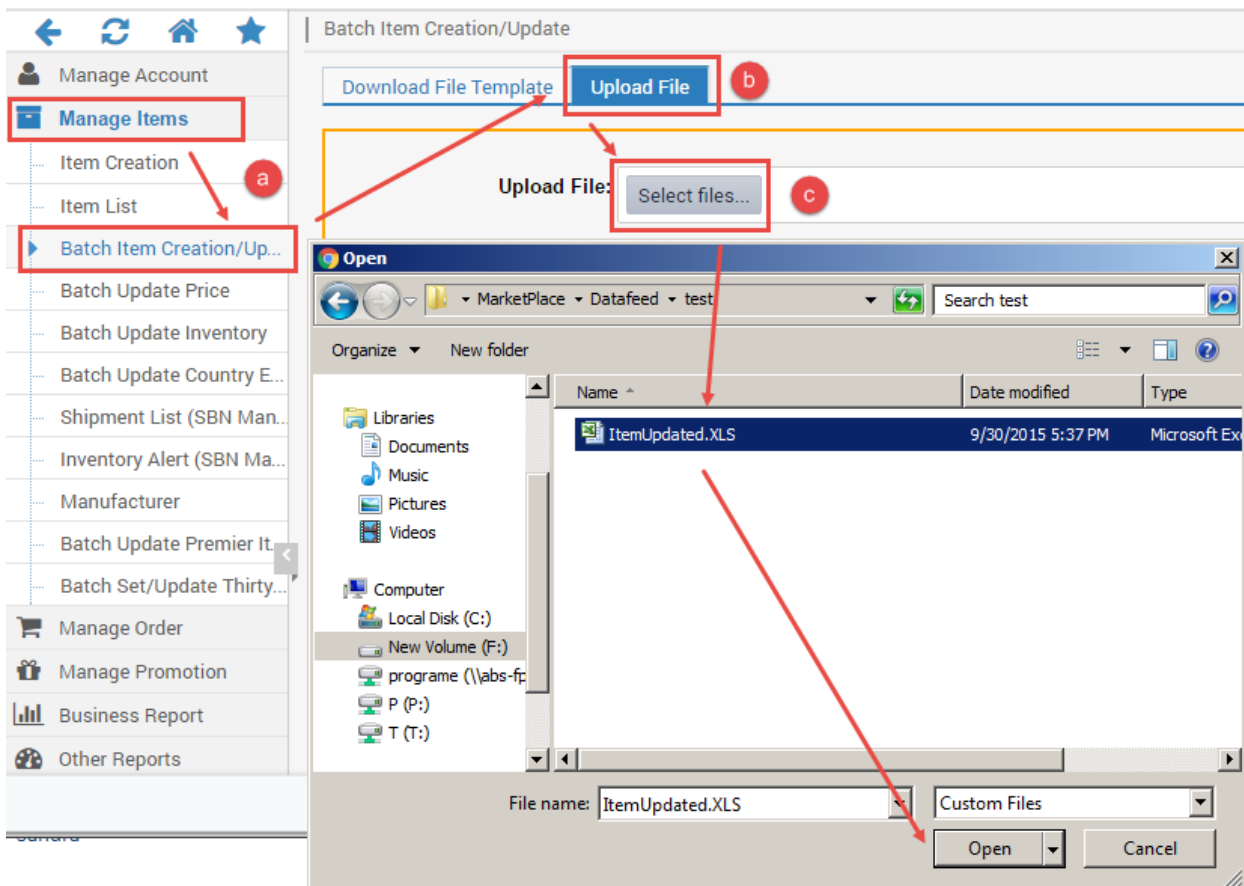 Batch Item Creation/Update
Manage Account
Manage Items
Item Creation
Item List
Batch Item Creation/Up...
Batch Update Price
Batch Update Inventory
Batch Update Country E...
Shipment List (SBN Man...
Inventory Alert (SBN Ma...
Manufacturer
Batch Update Premier It...
Batch Set/Update Thirty...
Manage Order
Manage Promotion
Business Report
Other Reports
a
Download File Template
Upload File
b
Upload File:
Select files...
c
Open
MarketPlace
Datafeed
test
Search test
Organize
New folder
Libraries
Documents
Music
Pictures
Videos
Computer
Local Disk (C:)
New Volume (F:)
programe (\\abs-fp
P (P:)
T (T:)
Name
Date modified
Type
ItemUpdated.XLS
9/30/2015 5:37 PM
Microsoft Exc
File name:
ItemUpdated.XLS
Custom Files
Open
Cancel